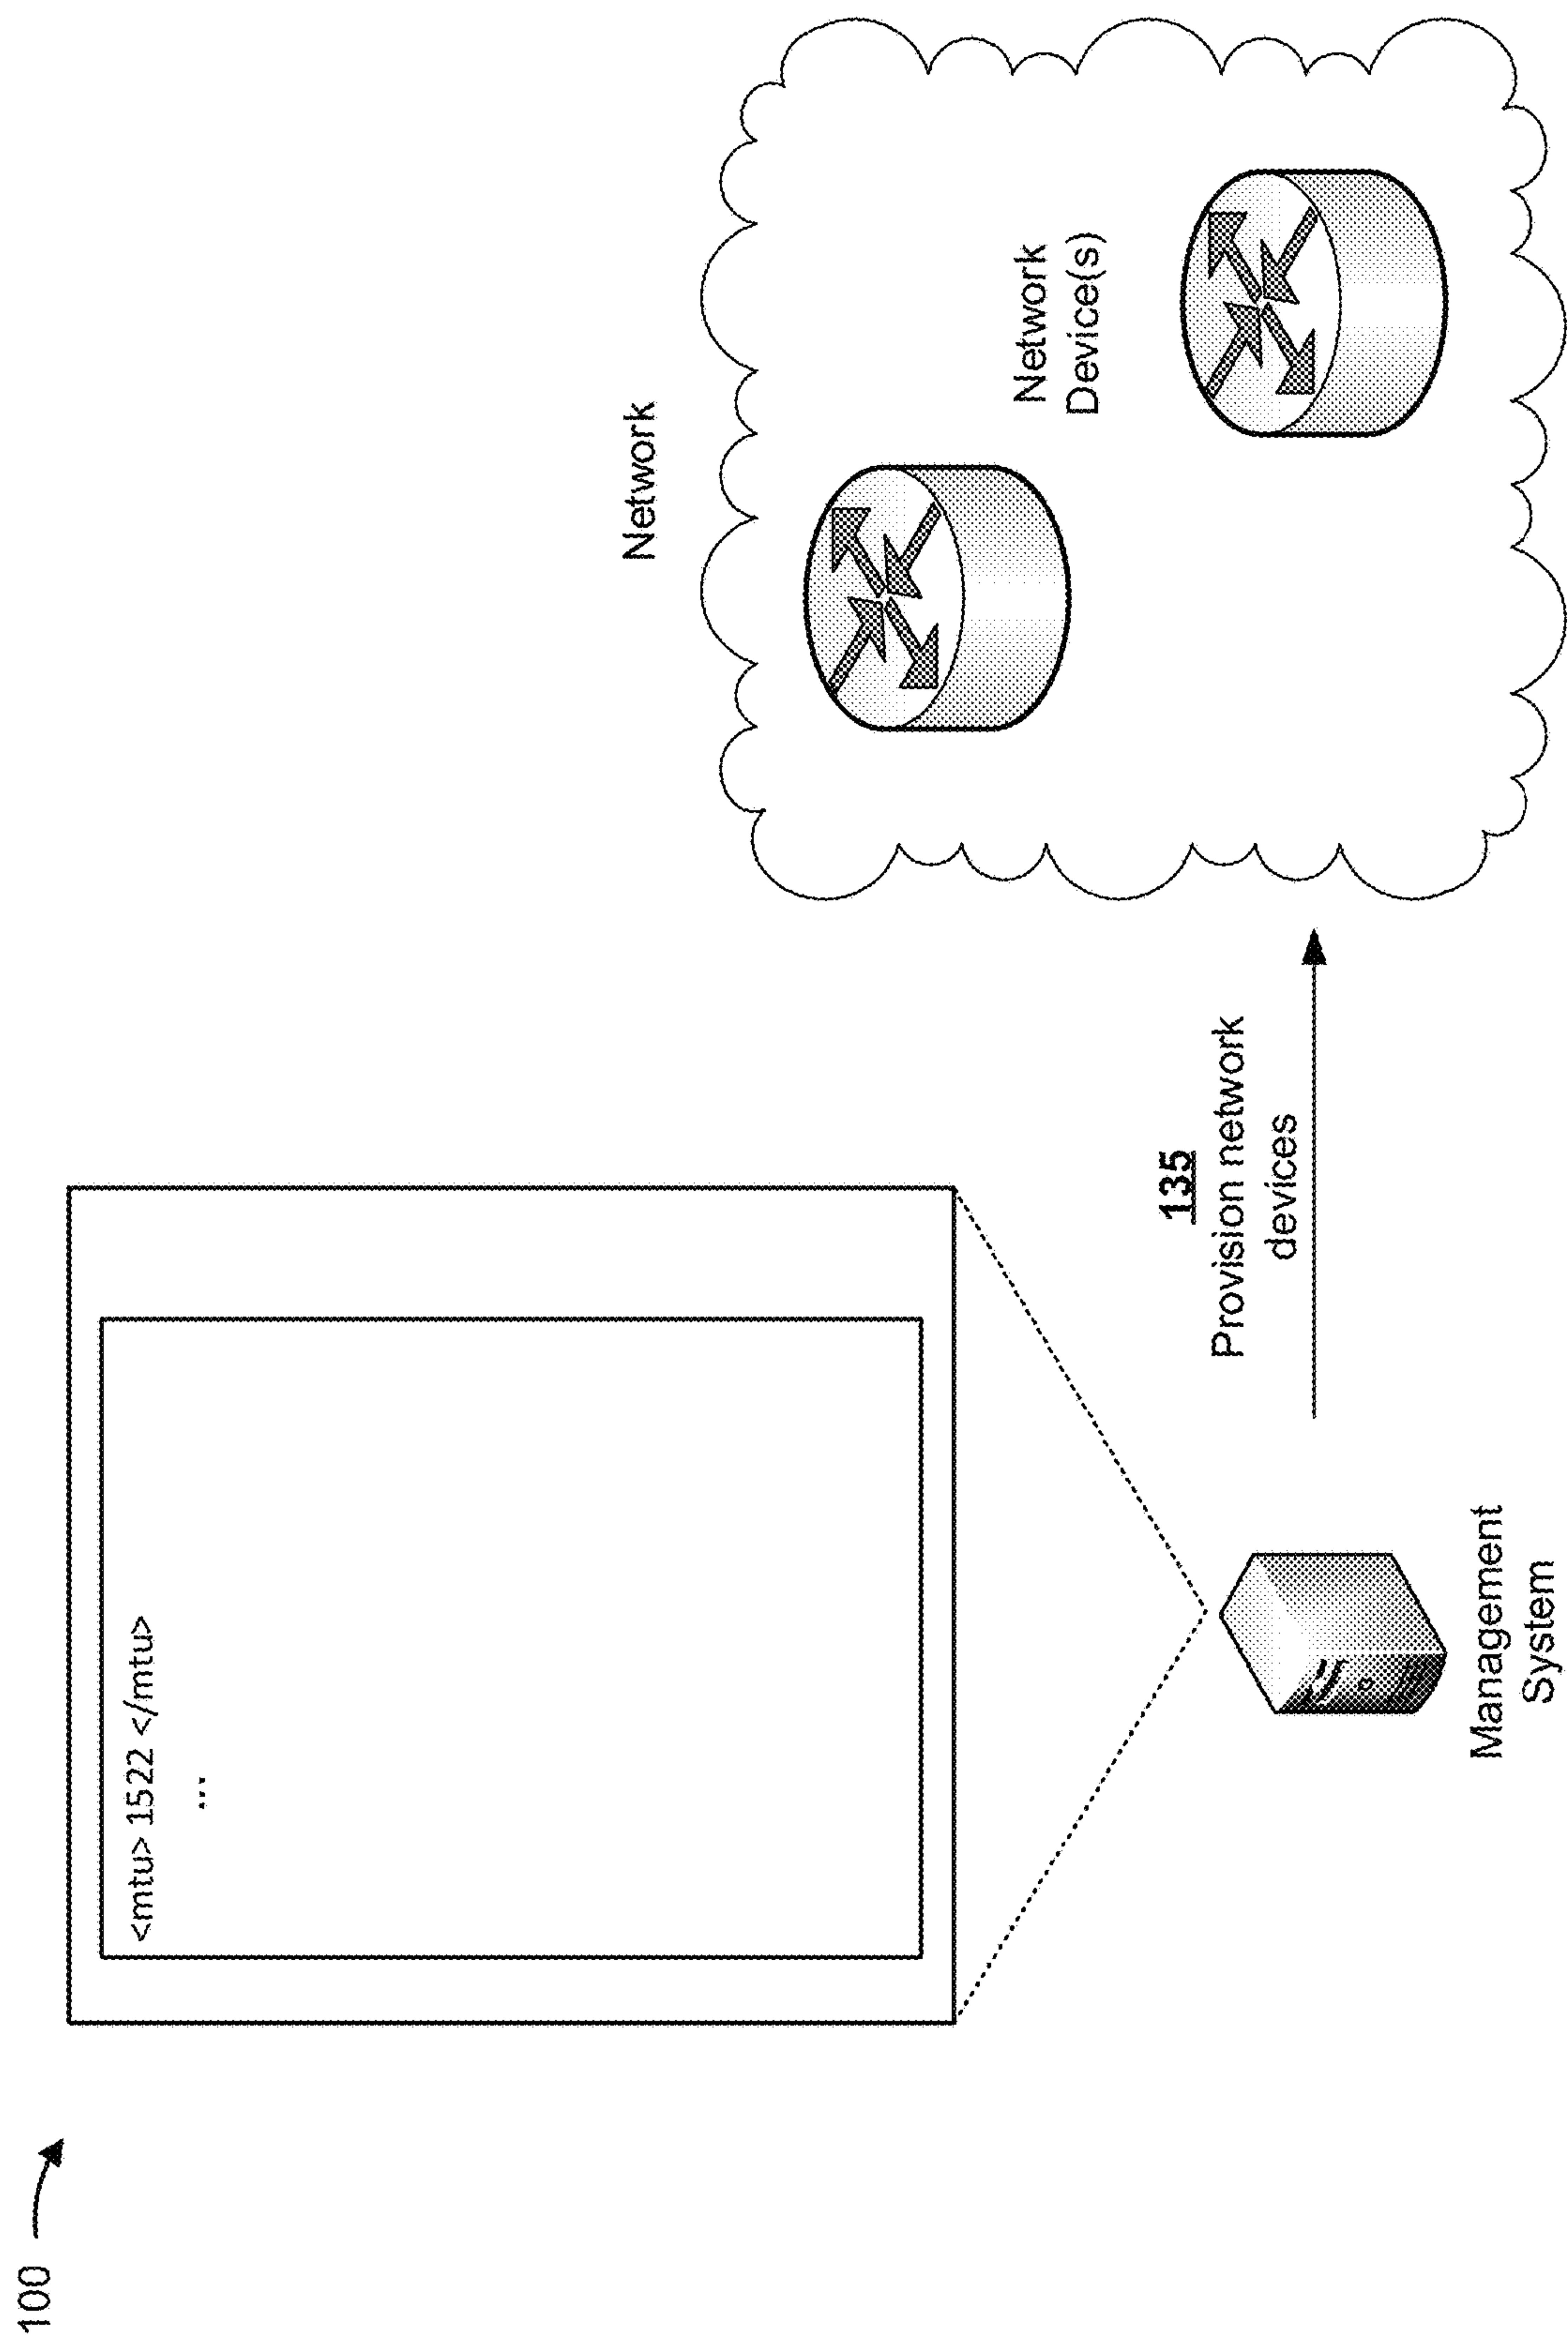 100
<mtu> 1522 </mtu>
...
Network
Network
Device(s)
135
Provision network
devices
Management
System